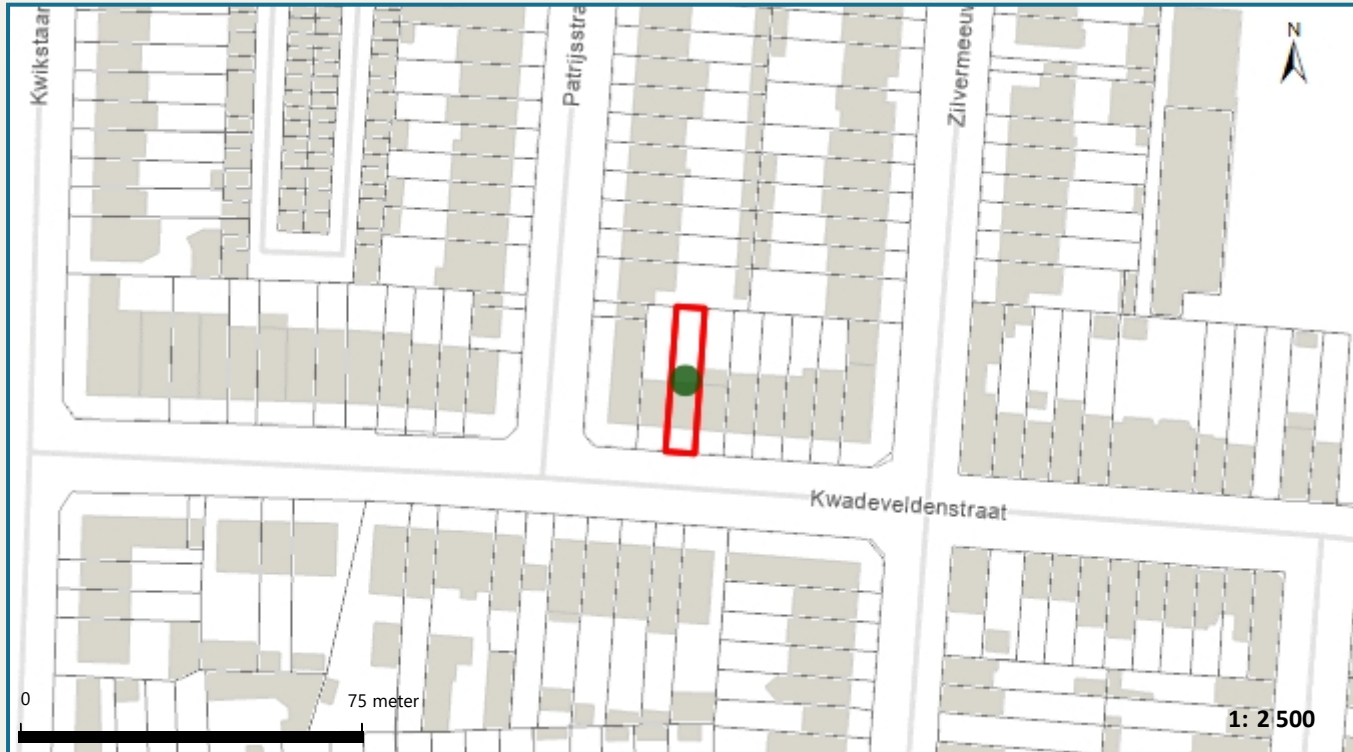 Kwikstaar
Patrijsstra
Zilvermeeuw
N
Kwadeveldenstraat
0
75 meter
1: 2 500